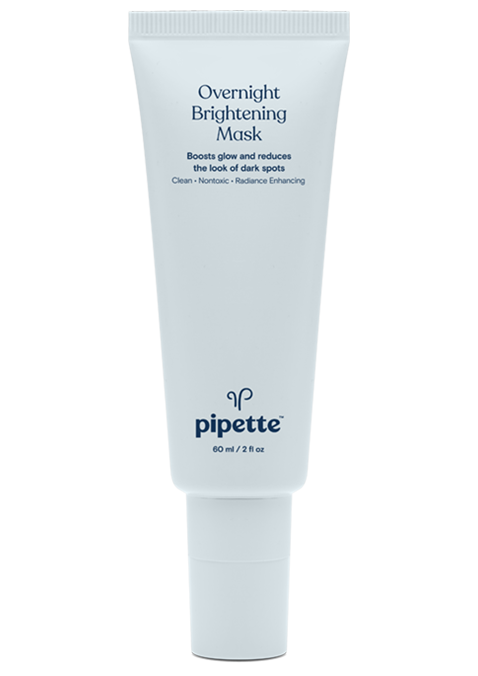 Overnight
Brightening
Mask
Boosts glow and reduces
the look of dark spots
Clean • Nontoxic • Radiance Enhancing
pipette™
60 ml / 2 fl oz